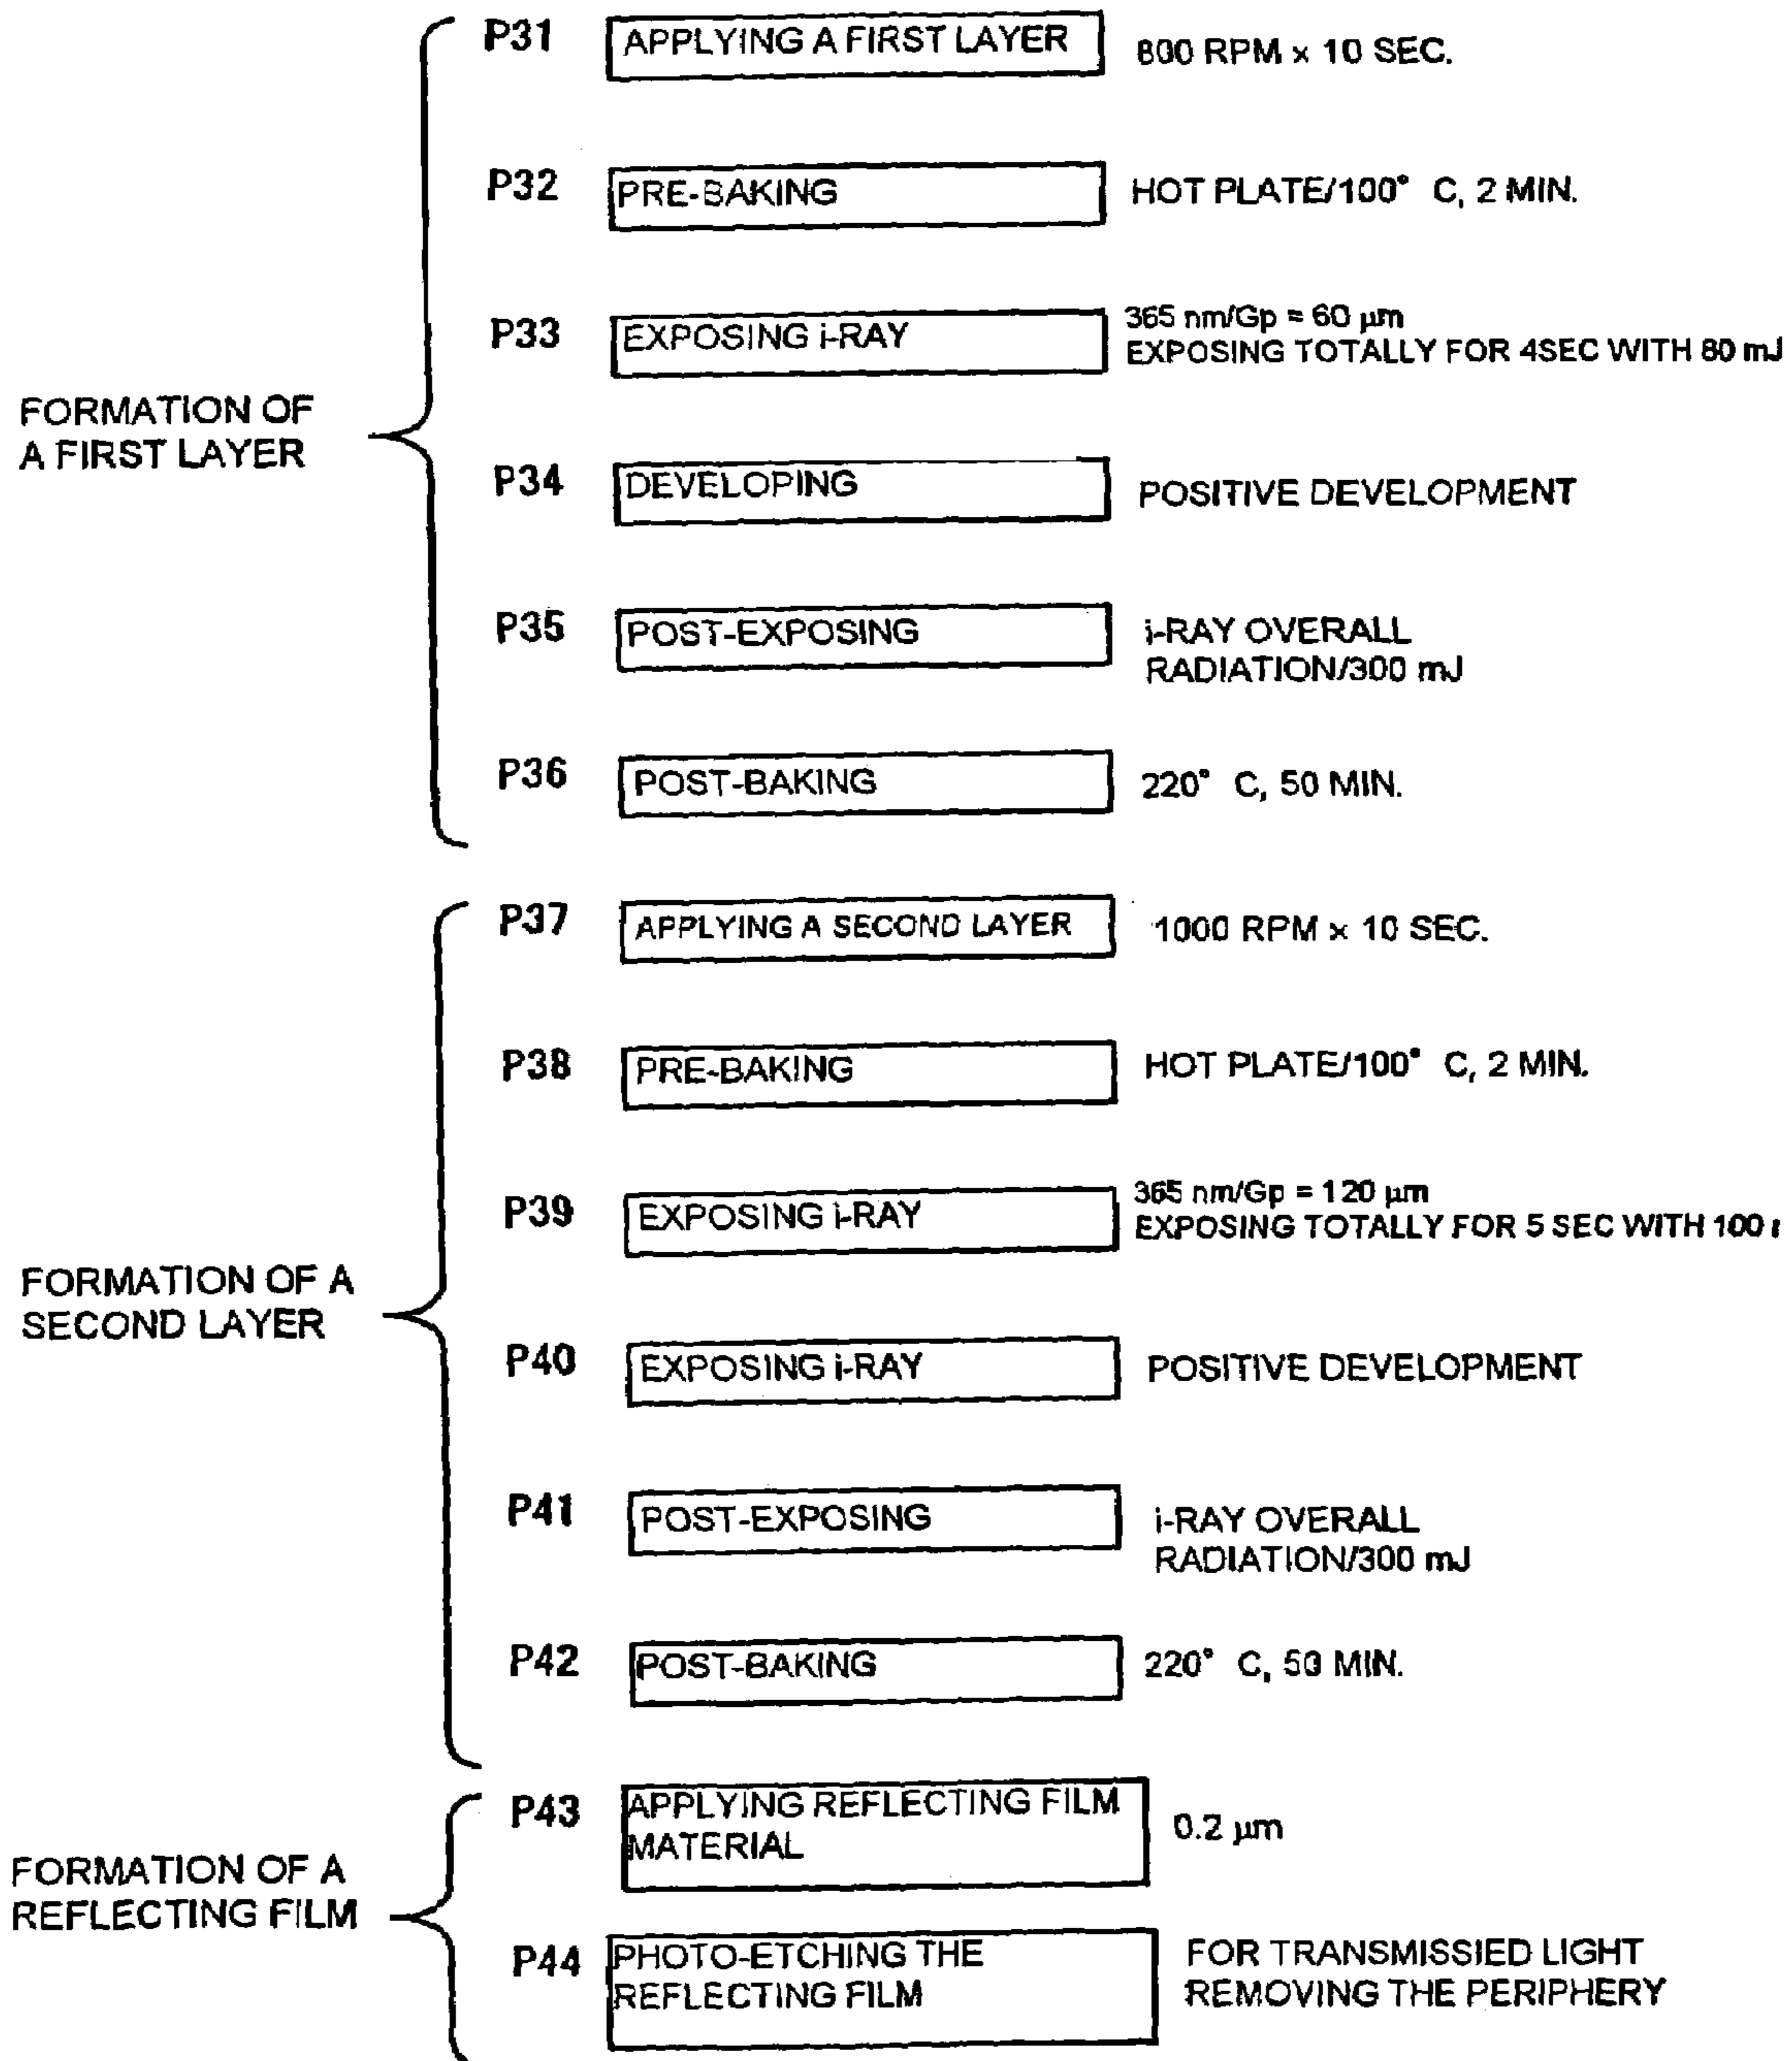 P31 APPLYING A FIRST LAYER 800 RPM × 10 SEC.
P32 PRE-BAKING HOT PLATE/100° C, 2 MIN.
P33 EXPOSING i-RAY 365 nm/Gp = 60 µm
EXPOSING TOTALLY FOR 4SEC WITH 80 mJ
FORMATION OF
A FIRST LAYER
P34 DEVELOPING POSITIVE DEVELOPMENT
P35 POST-EXPOSING i-RAY OVERALL
RADIATION/300 mJ
P36 POST-BAKING 220° C, 50 MIN.
P37 APPLYING A SECOND LAYER 1000 RPM × 10 SEC.
P38 PRE-BAKING HOT PLATE/100° C, 2 MIN.
P39 EXPOSING i-RAY 365 nm/Gp = 120 µm
EXPOSING TOTALLY FOR 5 SEC WITH 100
FORMATION OF A
SECOND LAYER
P40 EXPOSING i-RAY POSITIVE DEVELOPMENT
P41 POST-EXPOSING i-RAY OVERALL
RADIATION/300 mJ
P42 POST-BAKING 220° C, 50 MIN.
P43 APPLYING REFLECTING FILM
MATERIAL 0.2 µm
FORMATION OF A
REFLECTING FILM
P44 PHOTO-ETCHING THE
REFLECTING FILM
FOR TRANSMISSIED LIGHT
REMOVING THE PERIPHERY